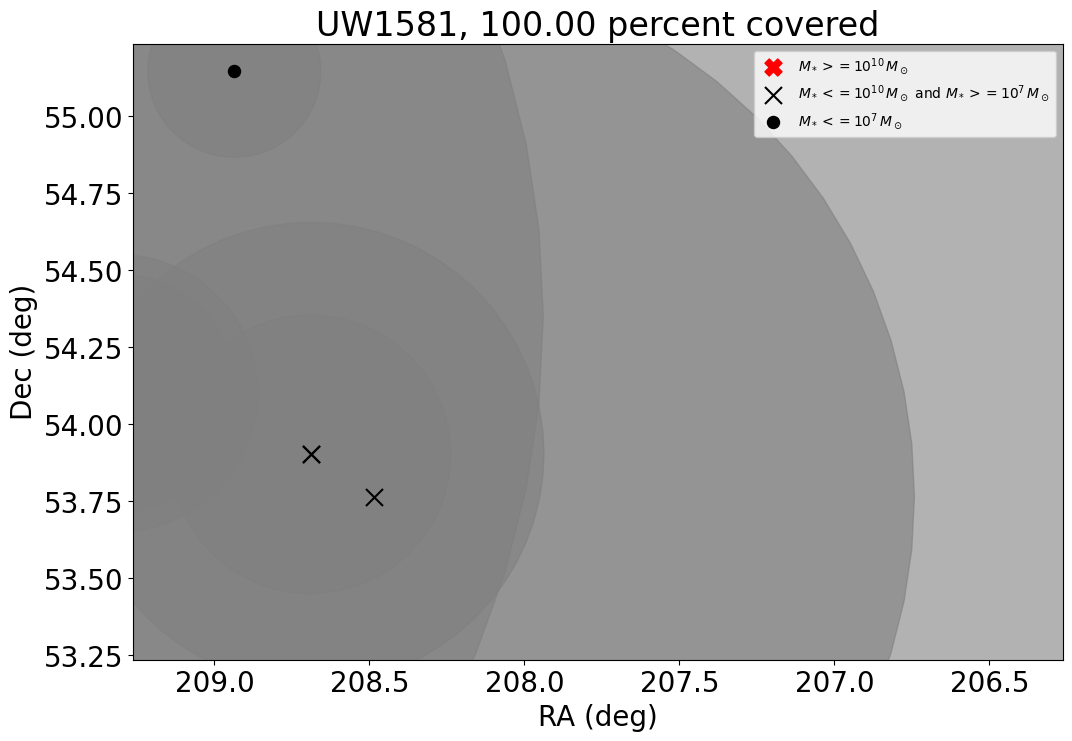 UW1581, 100.00 percent covered
M* >= 10^10 M⊙
M* <= 10^10 M⊙ and M* >= 10^7 M⊙
M* <= 10^7 M⊙
55.00
54.75
54.50
54.25
54.00
53.75
53.50
53.25
Dec (deg)
209.0 208.5 208.0 207.5 207.0 206.5
RA (deg)